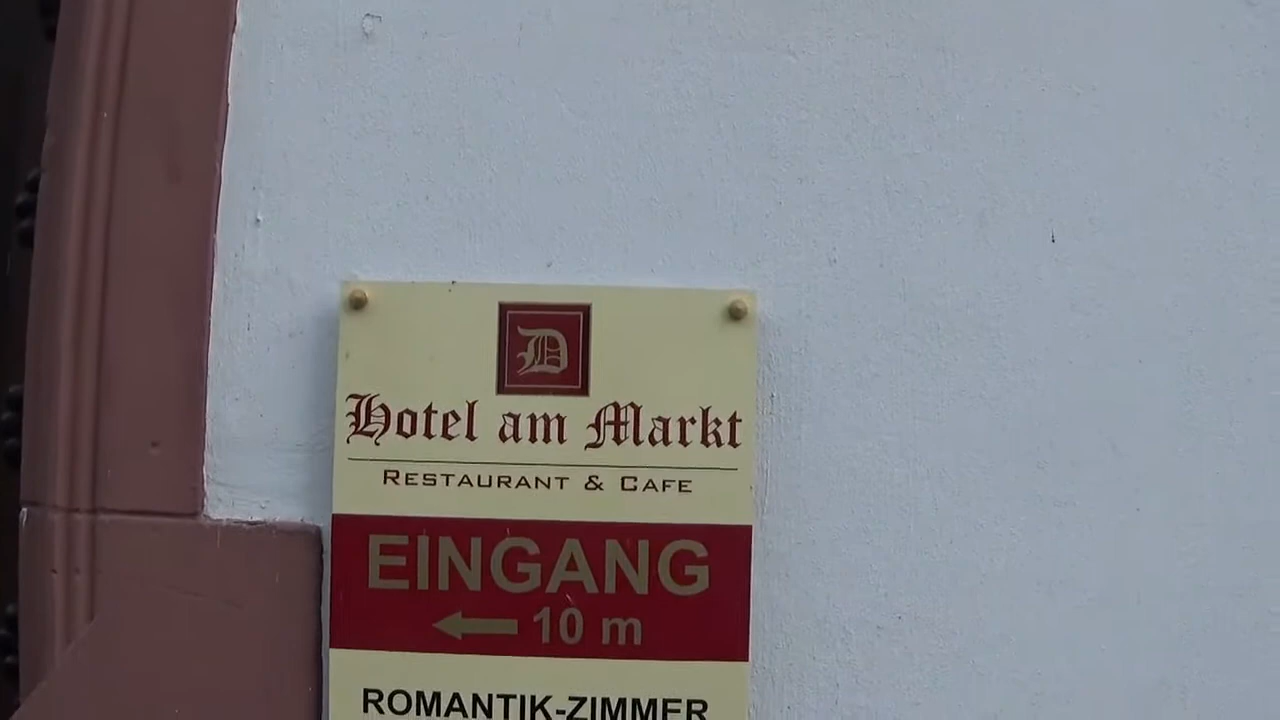 D
Hotel am Markt
RESTAURANT & CAFE
EINGANG
← 10 m
ROMANTIK-ZIMMER